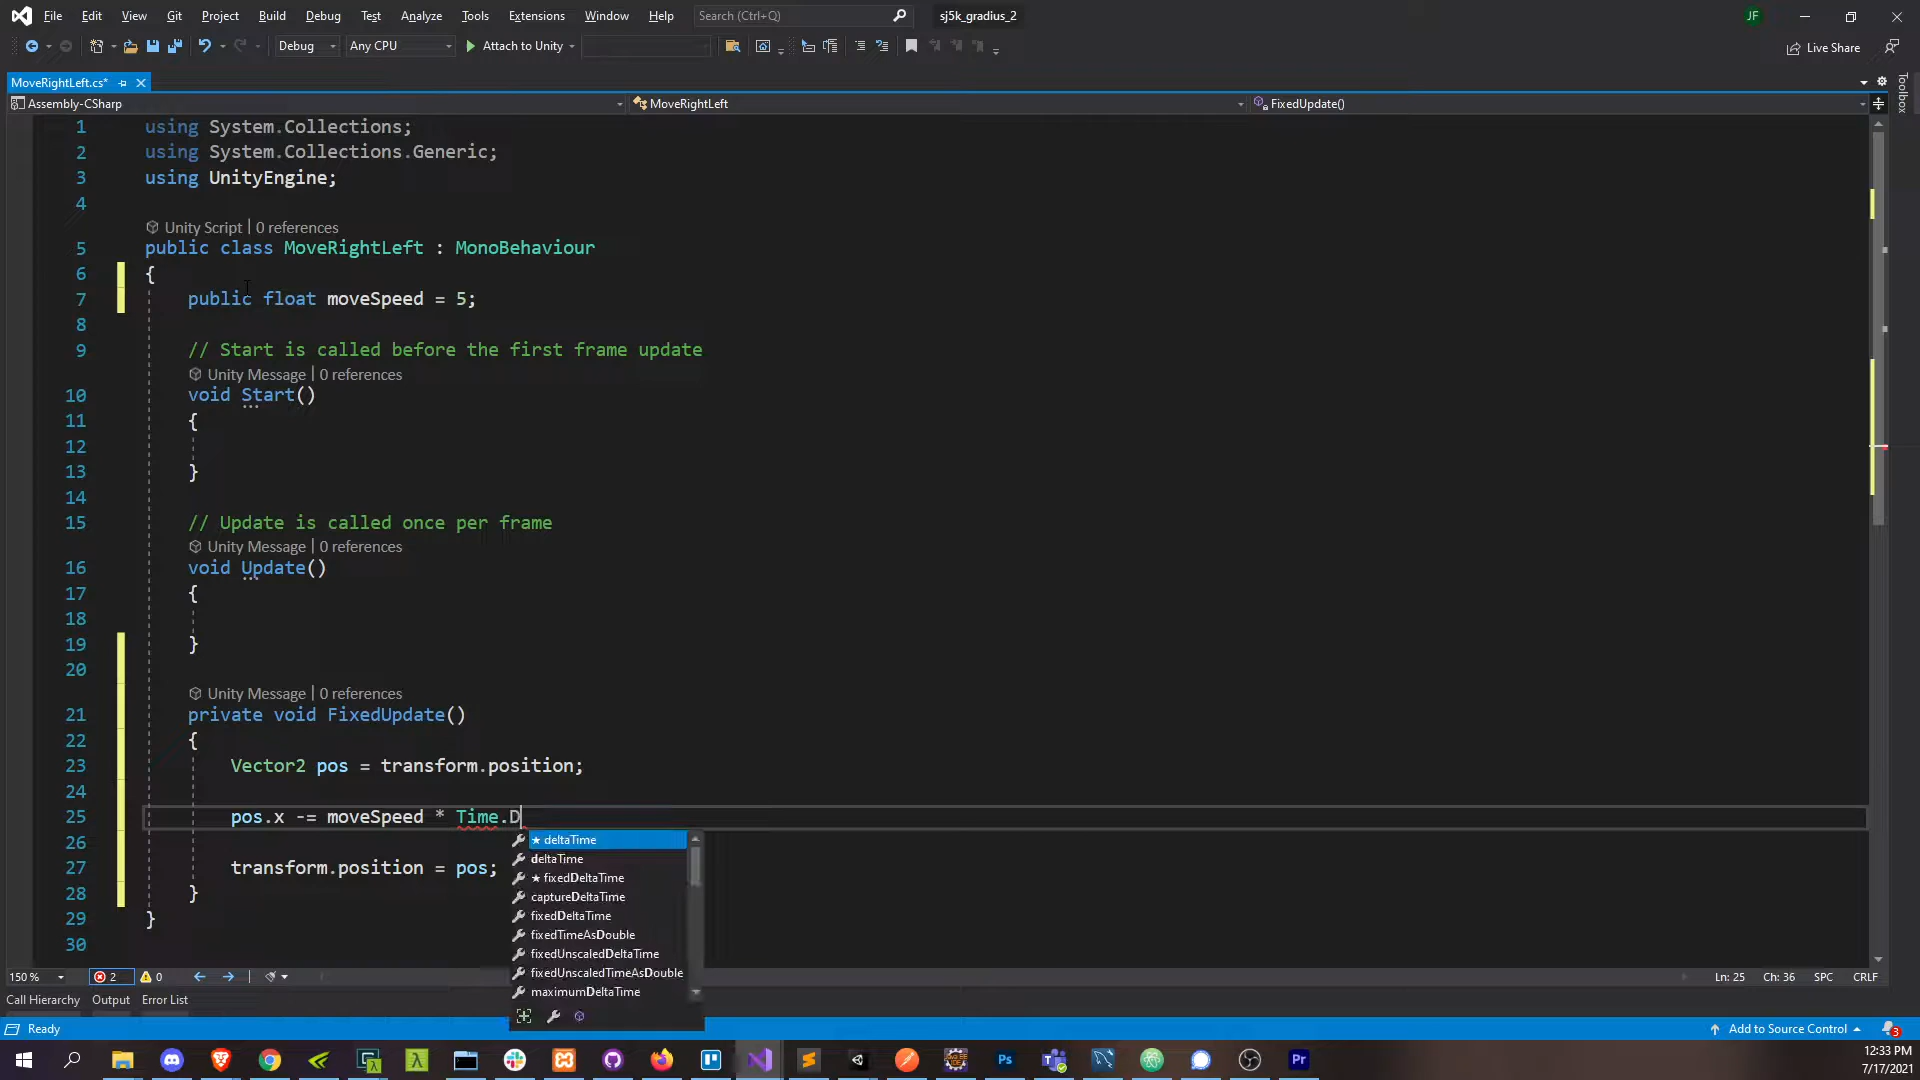 File Edit View Git Project Build Debug Test Analyze Tools Extensions Window Help Search (Ctrl+Q) sj5k_gradius_2 JF
Debug Any CPU Attach to Unity Live Share
MoveRightLeft.cs*
Toolbox
Assembly-CSharp MoveRightLeft FixedUpdate()
1 using System.Collections;
2 using System.Collections.Generic;
3 using UnityEngine;
4
Unity Script | 0 references
5 public class MoveRightLeft : MonoBehaviour
6 {
7 public float moveSpeed = 5;
8
9 // Start is called before the first frame update
Unity Message | 0 references
10 void Start()
11 {
12
13 }
14
15 // Update is called once per frame
Unity Message | 0 references
16 void Update()
17 {
18
19 }
20
Unity Message | 0 references
21 private void FixedUpdate()
22 {
23 Vector2 pos = transform.position;
24
25 pos.x -= moveSpeed * Time.D
26
★ deltaTime
deltaTime
27 transform.position = pos;
★ fixedDeltaTime
28 }
captureDeltaTime
29 }
fixedDeltaTime
fixedTimeAsDouble
30
fixedUnscaledDeltaTime
fixedUnscaledTimeAsDouble
maximumDeltaTime
150 % 2 0 Ln: 25 Ch: 36 SPC CRLF
Call Hierarchy Output Error List
Ready Add to Source Control 3
Ps Pr
12:33 PM
7/17/2021